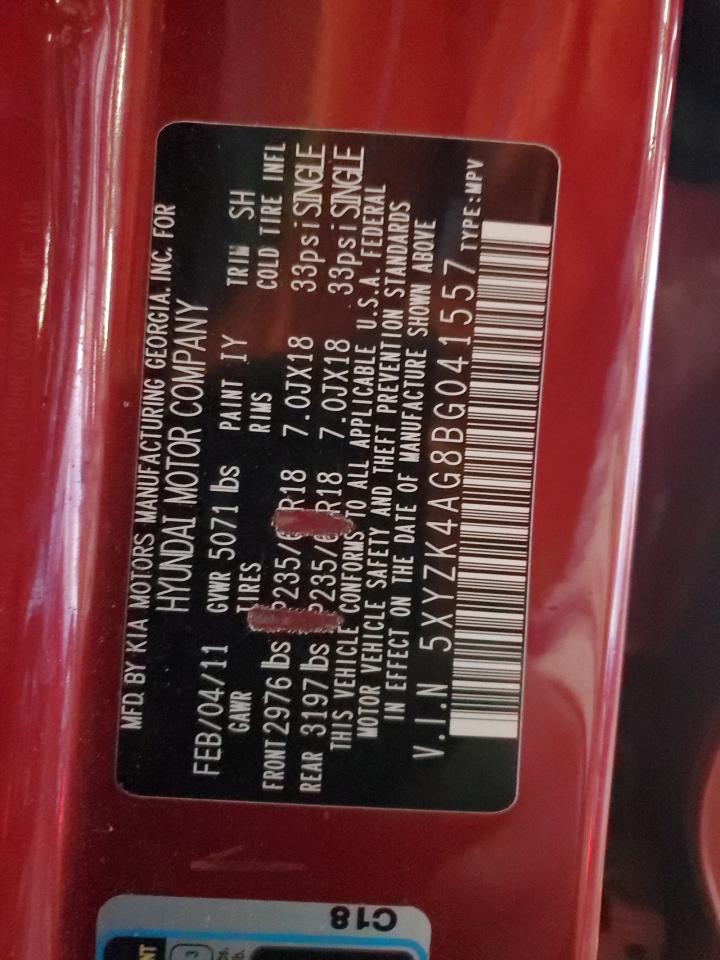 MFD. BY KIA MOTORS MANUFACTURING GEORGIA, INC. FOR
HYUNDAI MOTOR COMPANY
FEB/04/11 GVWR 5071 lbs PAINT IY TRIM SH
GAWR TIRES RIMS COLD TIRE INFL
FRONT 2976 lbs P235/ R18 7.0JX18 33psi SINGLE
REAR 3197 lbs P235/ R18 7.0JX18 33psi SINGLE
THIS VEHICLE CONFORMS TO ALL APPLICABLE U.S.A. FEDERAL
MOTOR VEHICLE SAFETY AND THEFT PREVENTION STANDARDS
IN EFFECT ON THE DATE OF MANUFACTURE SHOWN ABOVE
V.I.N 5XYZK4AG8BG041557 TYPE:MPV
C18
3